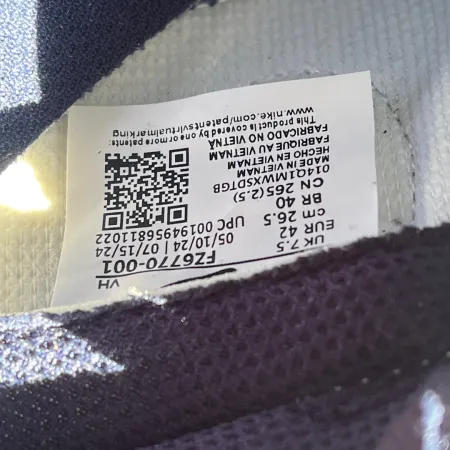 VH
FZ6770-001
05/10/24 | 07/15/24
UPC 00194956811022
UK 7.5
EUR 42
cm 26.5
BR 40
CN 265(2.5)
MADE IN VIETNAM
HECHO EN VIETNAM
FABRIQUE AU VIETNAM
FABRICADO NO VIETNÃ
This product is covered by one or more patents:
www.nike.com/patentsvirtualmarking